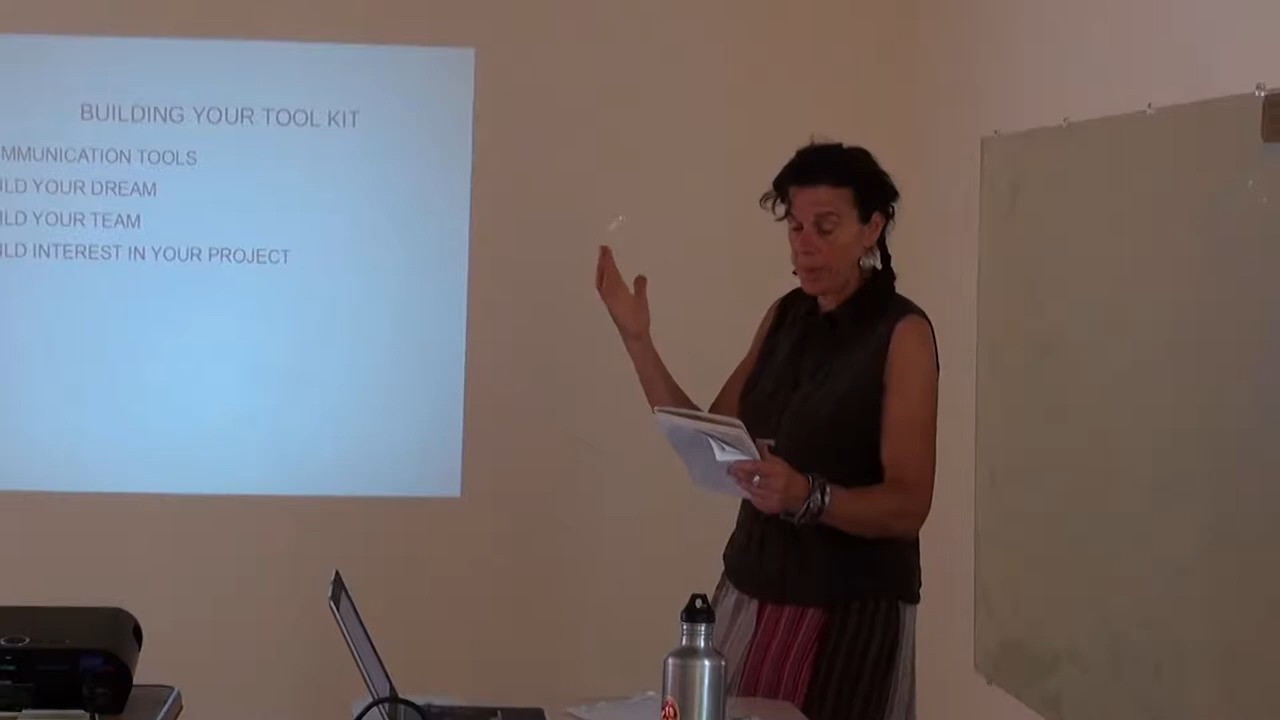 BUILDING YOUR TOOL KIT
MMUNICATION TOOLS
ILD YOUR DREAM
ILD YOUR TEAM
ILD INTEREST IN YOUR PROJECT